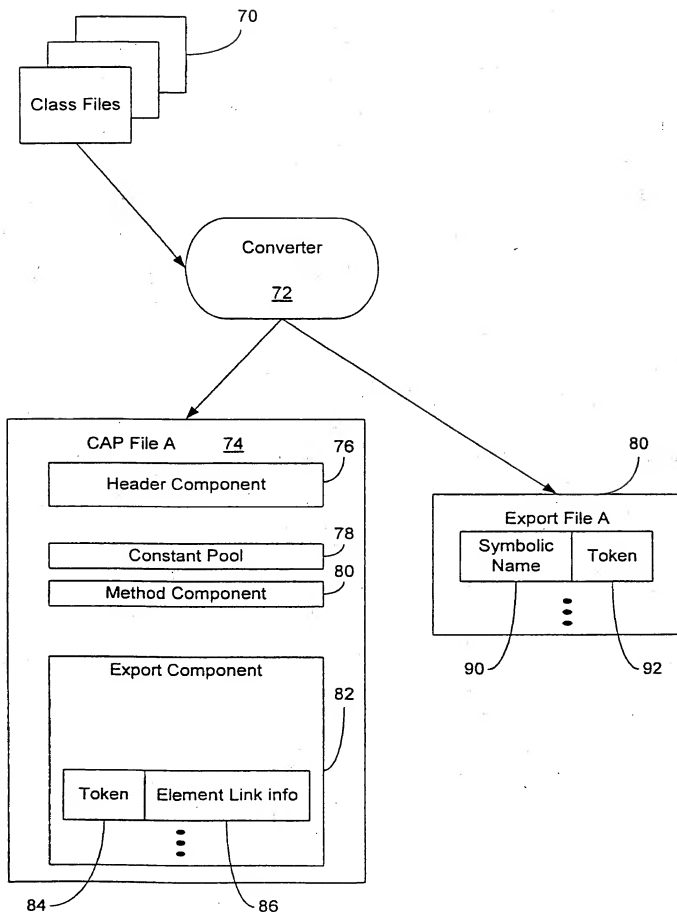 70
Class Files
Converter
72
CAP File A 74
76
Header Component
78
Constant Pool
80
Method Component
Export Component
82
Token Element Link info
84 86
80
Export File A
Symbolic
Name
Token
90 92